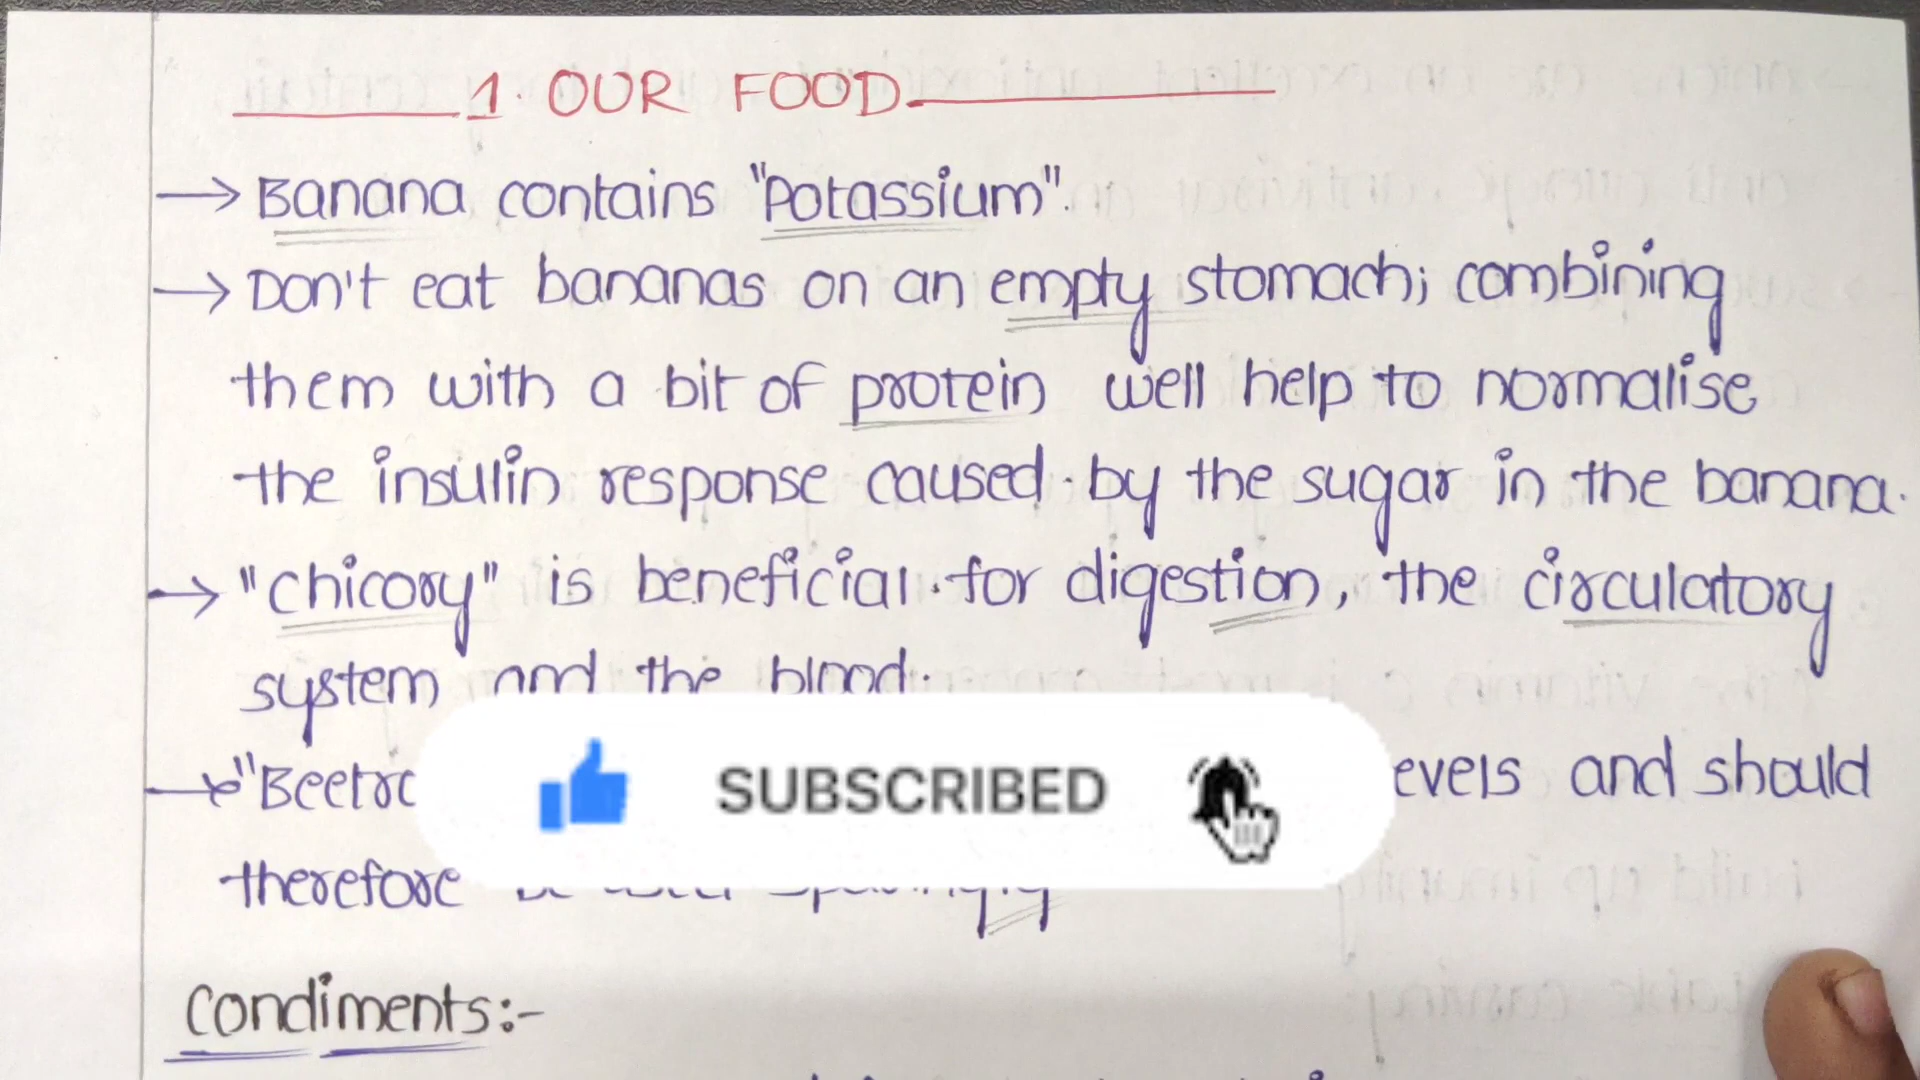 1. OUR FOOD
→ Banana contains "Potassium".
→ Don't eat bananas on an empty stomach; combining
them with a bit of protein well help to normalise
the insulin response caused by the sugar in the banana.
→ "Chicory" is beneficial for digestion, the circulatory
system and the blood.
→ SUBSCRIBED and should
therefore
Condiments:-